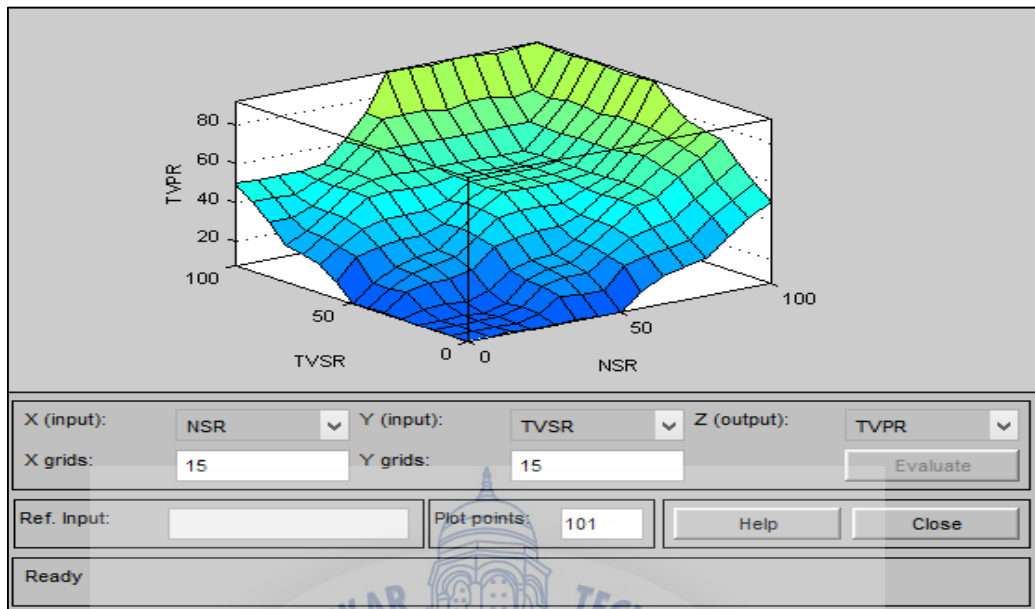 80
60
40
20
100
TVPR
50
0
TVSR
0
50
100
NSR
X (input): NSR Y (input): TVSR Z (output): TVPR
X grids: 15 Y grids: 15 Evaluate
Ref. Input: Plot points: 101 Help Close
Ready